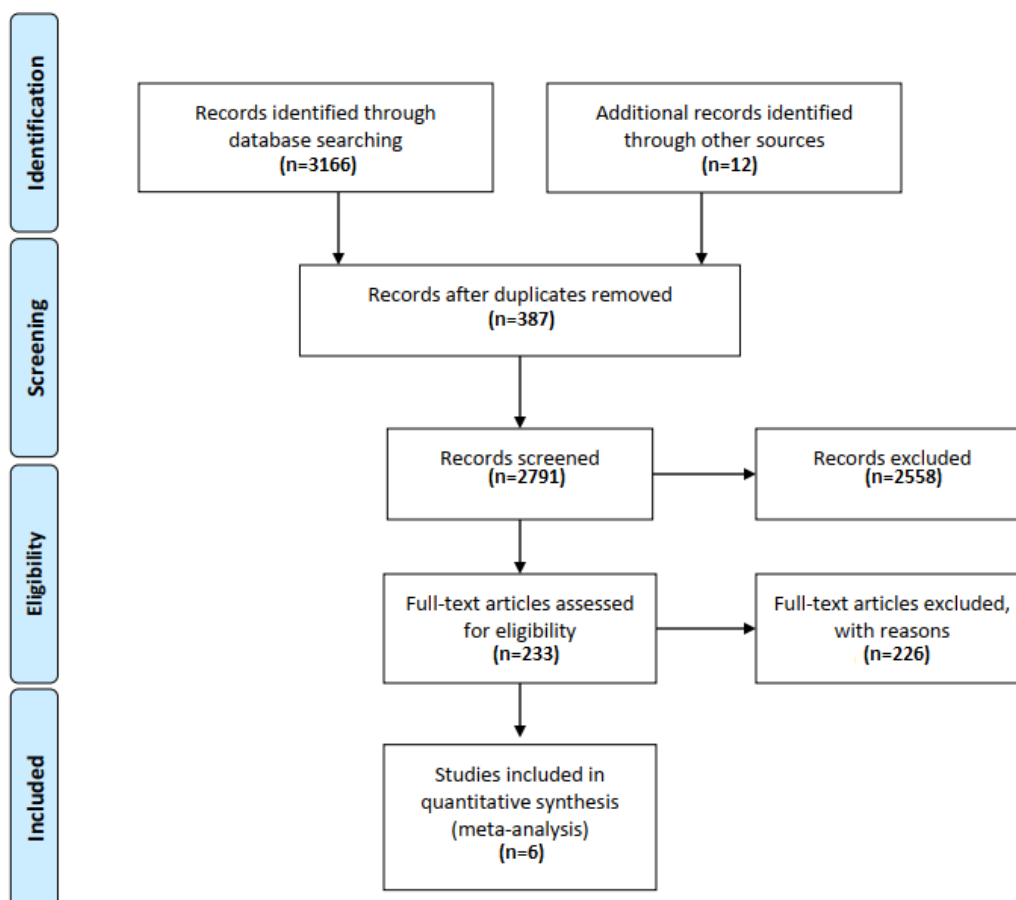 Identification
Records identified through
database searching
(n=3166)
Additional records identified
through other sources
(n=12)
Screening
Records after duplicates removed
(n=387)
Records screened
(n=2791)
Records excluded
(n=2558)
Eligibility
Full-text articles assessed
for eligibility
(n=233)
Full-text articles excluded,
with reasons
(n=226)
Included
Studies included in
quantitative synthesis
(meta-analysis)
(n=6)